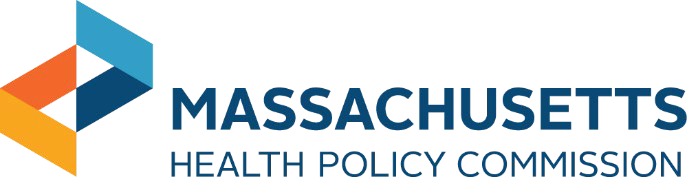 MASSACHUSETTS
HEALTH POLICY COMMISSION